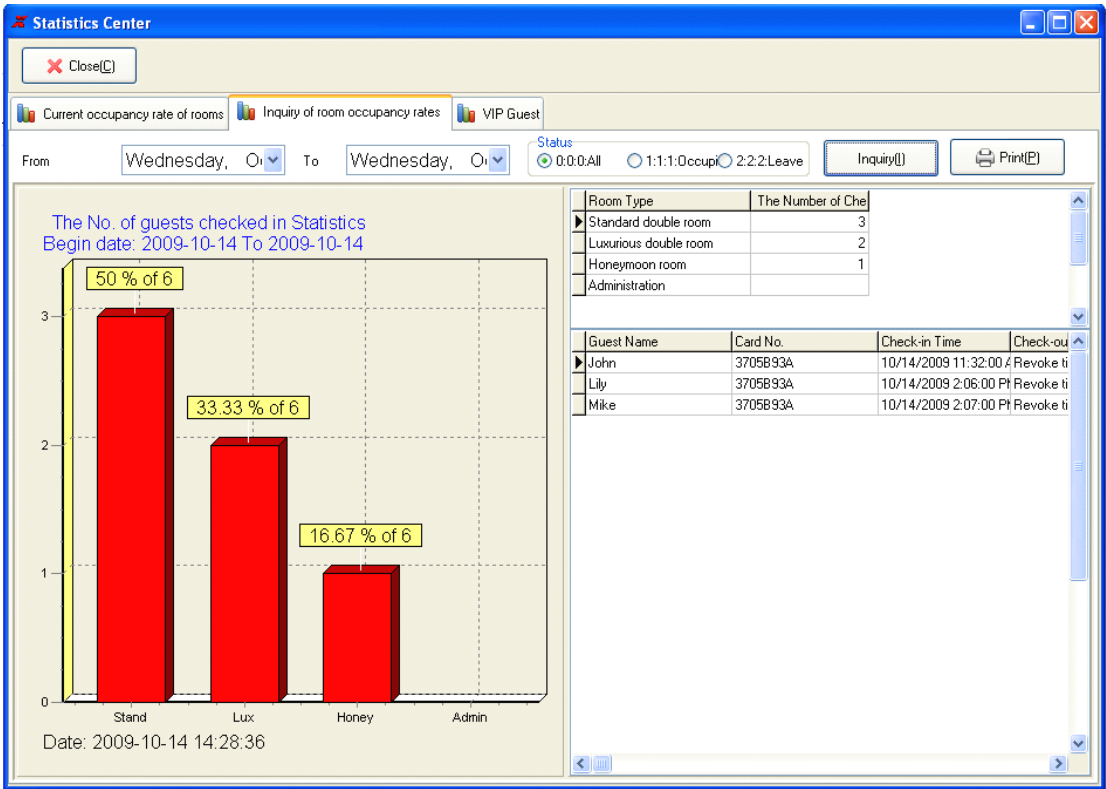 Statistics Center
Close(C)
Current occupancy rate of rooms Inquiry of room occupancy rates VIP Guest
Status
From Wednesday, To Wednesday, 0:0:0:All 1:1:1:Occupi 2:2:2:Leave Inquiry(I) Print(P)
The No. of guests checked in Statistics
Begin date: 2009-10-14 To 2009-10-14
50 % of 6
33.33 % of 6
16.67 % of 6
3
2
1
0
Stand Lux Honey Admin
Date: 2009-10-14 14:28:36
Room Type The Number of Che
Standard double room 3
Luxurious double room 2
Honeymoon room 1
Administration
Guest Name Card No. Check-in Time Check-ou
John 3705B93A 10/14/2009 11:32:00 A Revoke ti
Lily 3705B93A 10/14/2009 2:06:00 PM Revoke ti
Mike 3705B93A 10/14/2009 2:07:00 PM Revoke ti